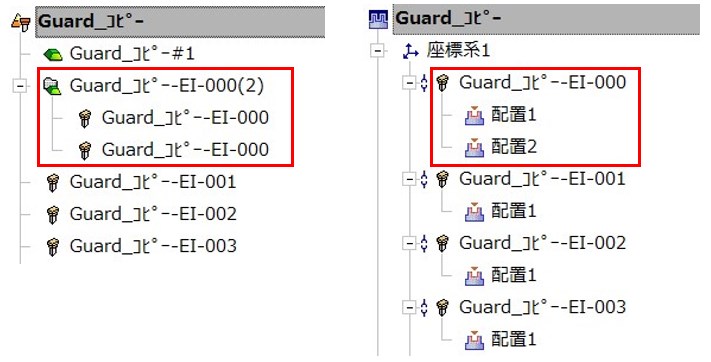 Guard_ｺﾋﾟｰ
Guard_ｺﾋﾟｰ#1
Guard_ｺﾋﾟｰ-EI-000(2)
Guard_ｺﾋﾟｰ-EI-000
Guard_ｺﾋﾟｰ-EI-000
Guard_ｺﾋﾟｰ-EI-001
Guard_ｺﾋﾟｰ-EI-002
Guard_ｺﾋﾟｰ-EI-003
Guard_ｺﾋﾟｰ
座標系1
Guard_ｺﾋﾟｰ-EI-000
配置1
配置2
Guard_ｺﾋﾟｰ-EI-001
配置1
Guard_ｺﾋﾟｰ-EI-002
配置1
Guard_ｺﾋﾟｰ-EI-003
配置1